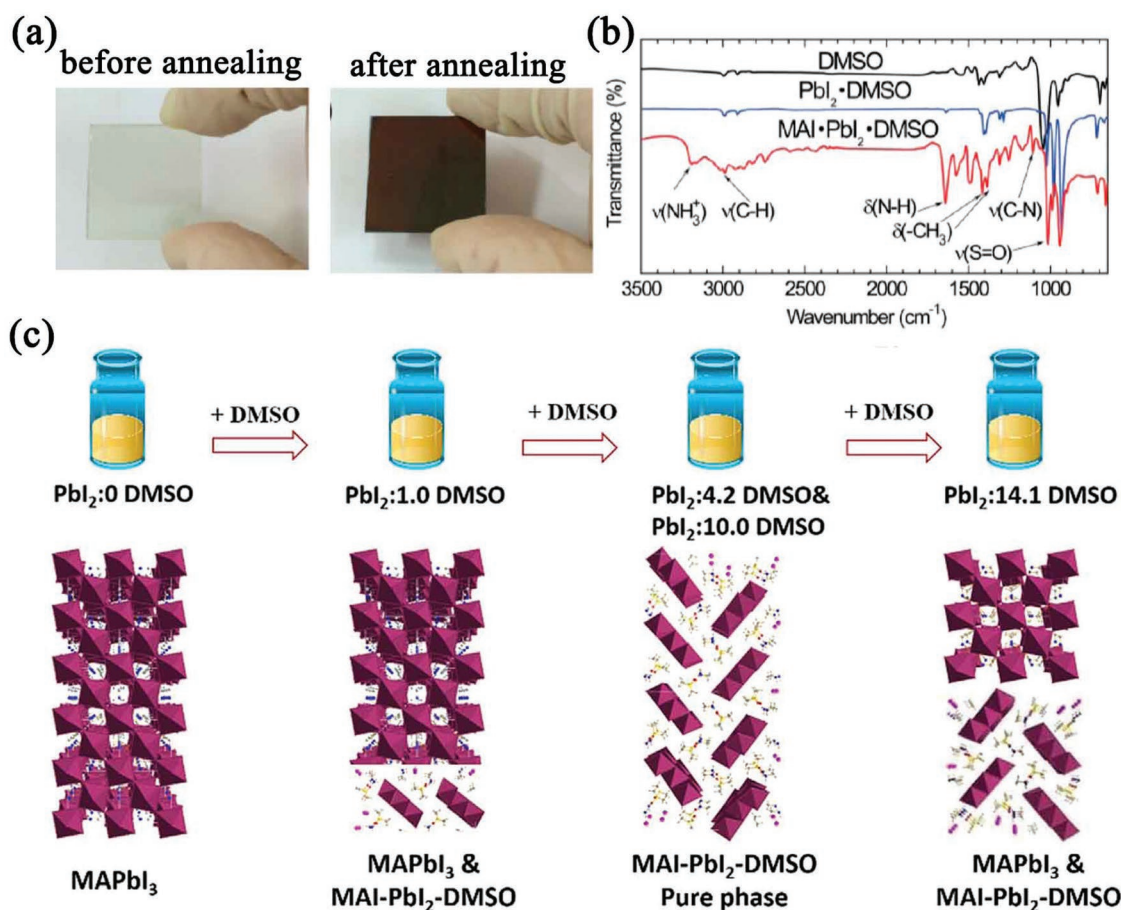 (a)
before annealing
after annealing
(b)
DMSO
PbI₂•DMSO
MAI•PbI₂•DMSO
ν(NH₃⁺)
ν(C-H)
δ(N-H)
δ(-CH₃)
ν(C-N)
ν(S=O)
Transmittance (%)
3500 3000 2500 2000 1500 1000
Wavenumber (cm⁻¹)
(c)
+ DMSO
+ DMSO
+ DMSO
PbI₂:0 DMSO
PbI₂:1.0 DMSO
PbI₂:4.2 DMSO&
PbI₂:10.0 DMSO
PbI₂:14.1 DMSO
MAPbI₃
MAPbI₃ &
MAI-PbI₂-DMSO
MAI-PbI₂-DMSO
Pure phase
MAPbI₃ &
MAI-PbI₂-DMSO